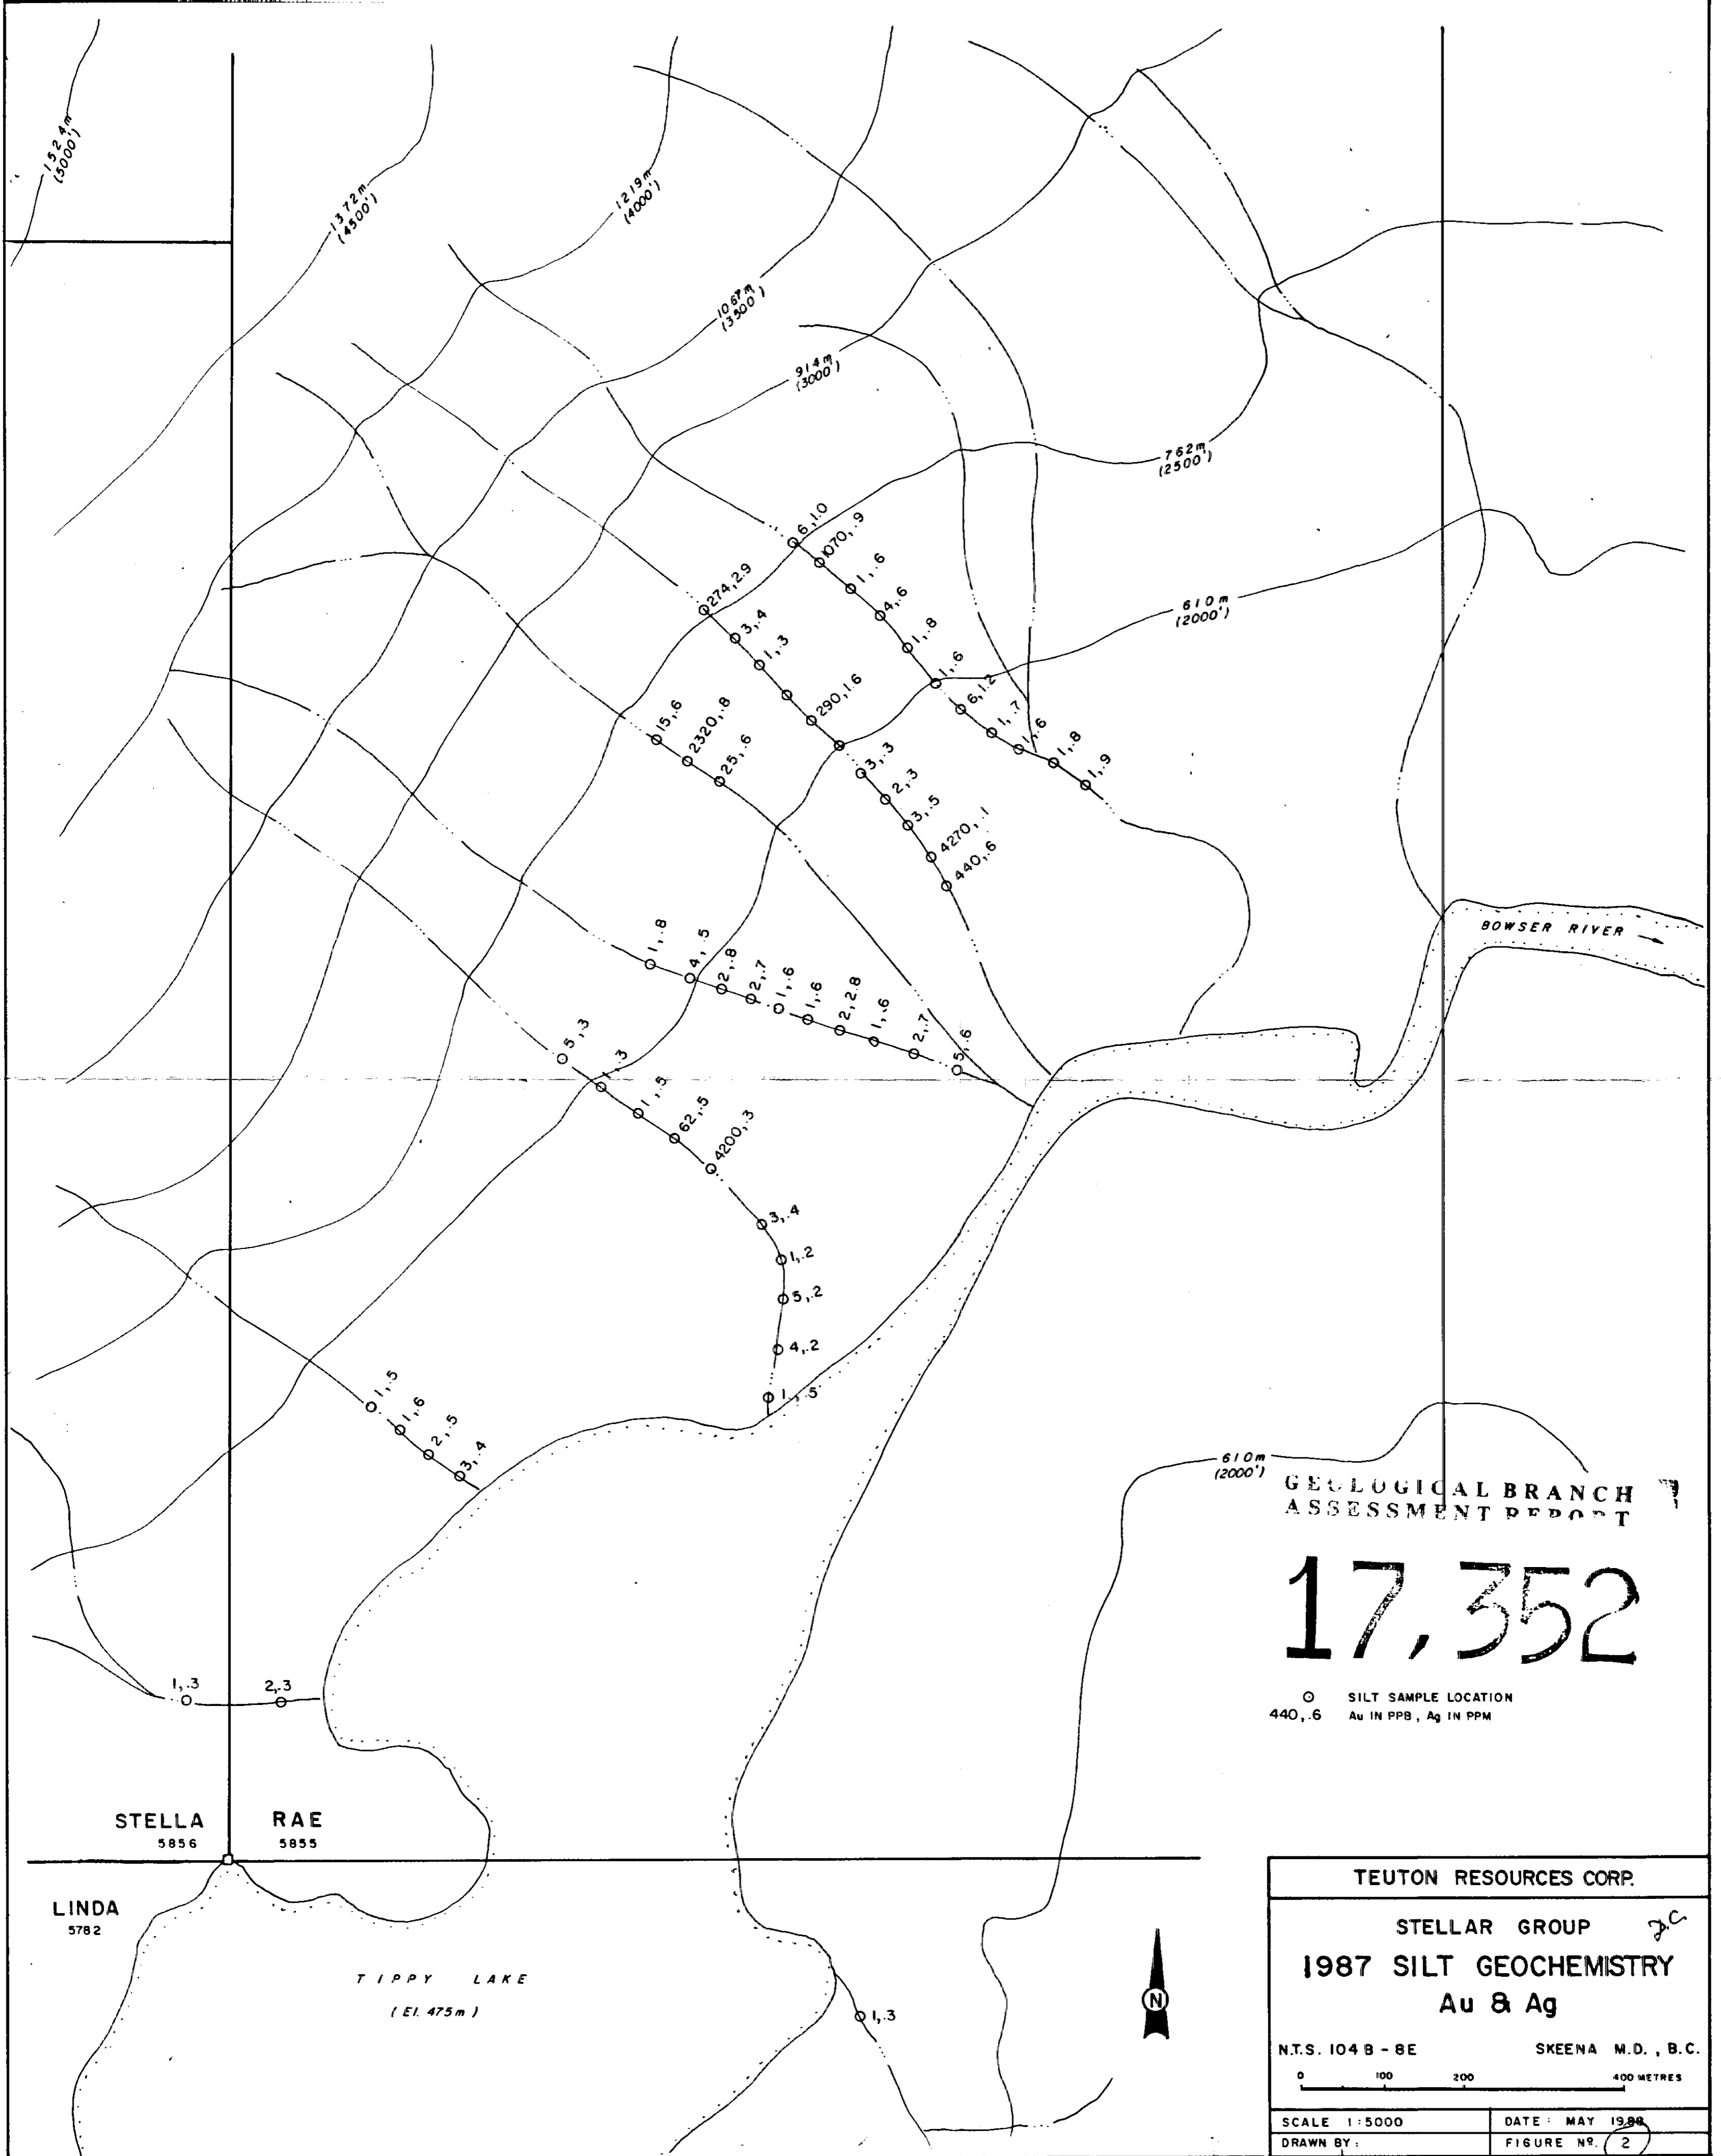 1524m
(5000')
1372m
(4500')
1219m
(4000')
1067m
(3500')
914m
(3000')
762m
(2500')
610m
(2000')
6,1.0
1070,.9
1,.6
4,.6
1,.8
1,.6
6,1.2
1,.7
1,.6
1,.8
1,.9
274,2.9
3,.4
1,.3
290,1.6
3,.3
2,.3
3,.5
4270,.1
440,.6
15,.6
2320,.8
25,.6
BOWSER RIVER
1,.8
4,.5
2,.8
2,.7
1,.6
1,.6
2,2.8
1,.6
2,.7
5,.6
5,.3
1,.3
1,.5
62,.5
4200,.3
3,.4
1,.2
5,.2
4,.2
1,.5
1,.5
1,.6
2,.5
3,.4
610m
(2000')
GEOLOGICAL BRANCH
ASSESSMENT REPORT
17,352
SILT SAMPLE LOCATION
440,.6 Au IN PPB, Ag IN PPM
1,.3
2,.3
STELLA
5856
RAE
5855
LINDA
5782
TIPPY LAKE
(El. 475m)
1,.3
N
TEUTON RESOURCES CORP.
STELLAR GROUP
1987 SILT GEOCHEMISTRY
Au & Ag
N.T.S. 104B-8E SKEENA M.D., B.C.
0 100 200 400 METRES
SCALE 1:5000 DATE: MAY 1988
DRAWN BY: FIGURE Nº. 2